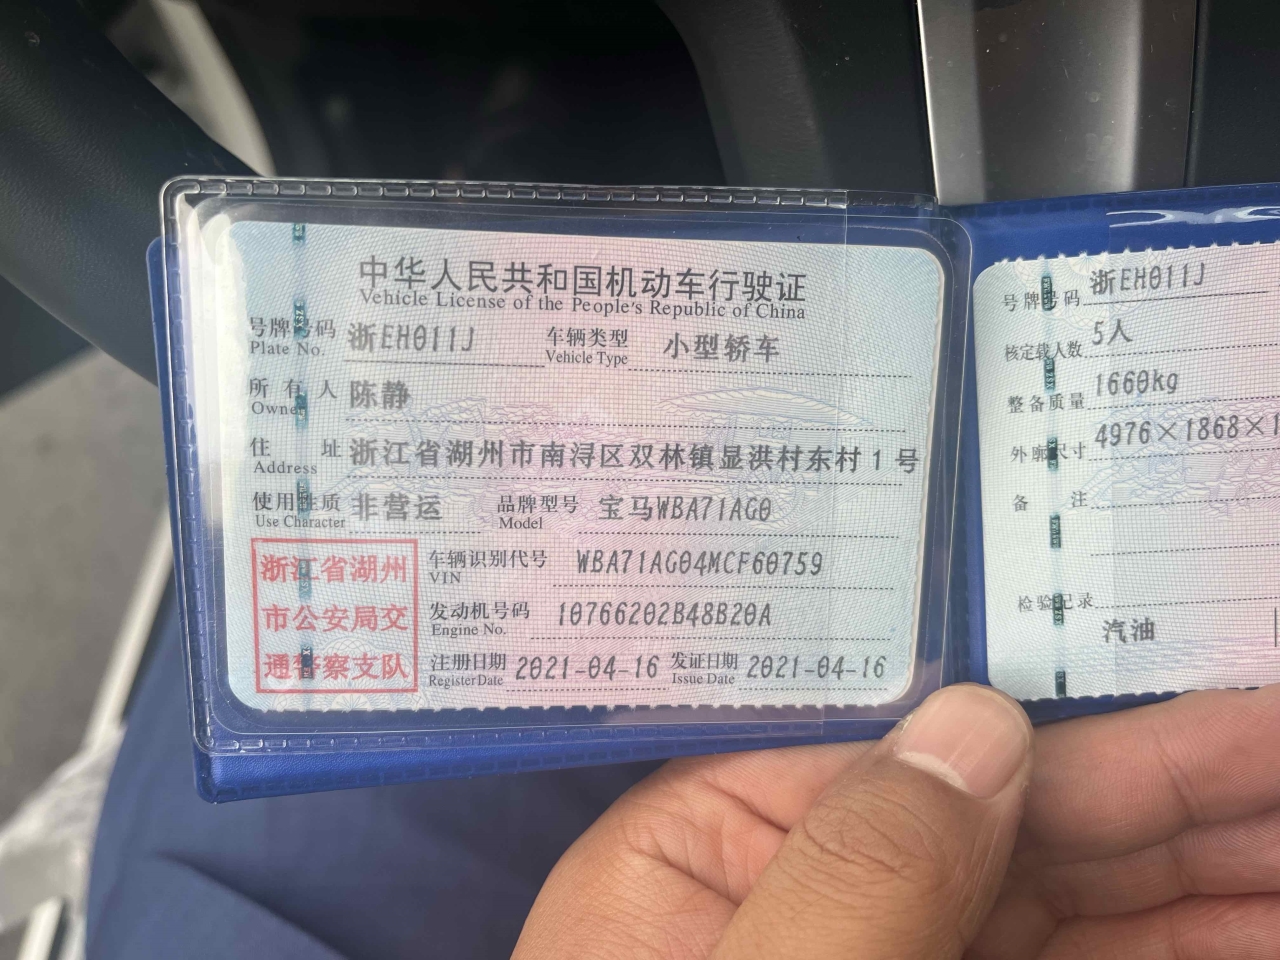 中华人民共和国机动车行驶证
Vehicle License of the People's Republic of China
号牌号码 浙EH011J 车辆类型 小型轿车
Plate No. Vehicle Type
所有人 陈静
Owner
住址 浙江省湖州市南浔区双林镇显洪村东村1号
Address
使用性质 非营运 品牌型号 宝马WBA71AG0
Use Character Model
浙江省湖州
市公安局交
通警察支队
车辆识别代号 WBA71AG04MCF60759
VIN
发动机号码 10766202B48B20A
Engine No.
注册日期 2021-04-16 发证日期 2021-04-16
Register Date Issue Date
号牌号码 浙EH011J
核定载人数 5人
整备质量 1660kg
外廓尺寸 4976×1868×1
备注
检验记录
汽油